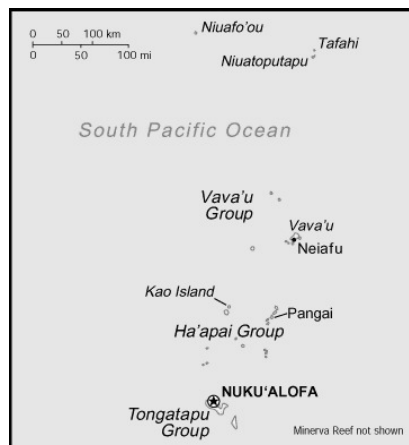 Niuafo'ou
0 50 100 km
0 50 100 mi
Tafahi
Niuatoputapu
South Pacific Ocean
Vava'u
Group
Vava'u
Neiafu
Kao Island
Pangai
Ha'apai Group
NUKU‘ALOFA
Tongatapu
Group
Minerva Reef not shown